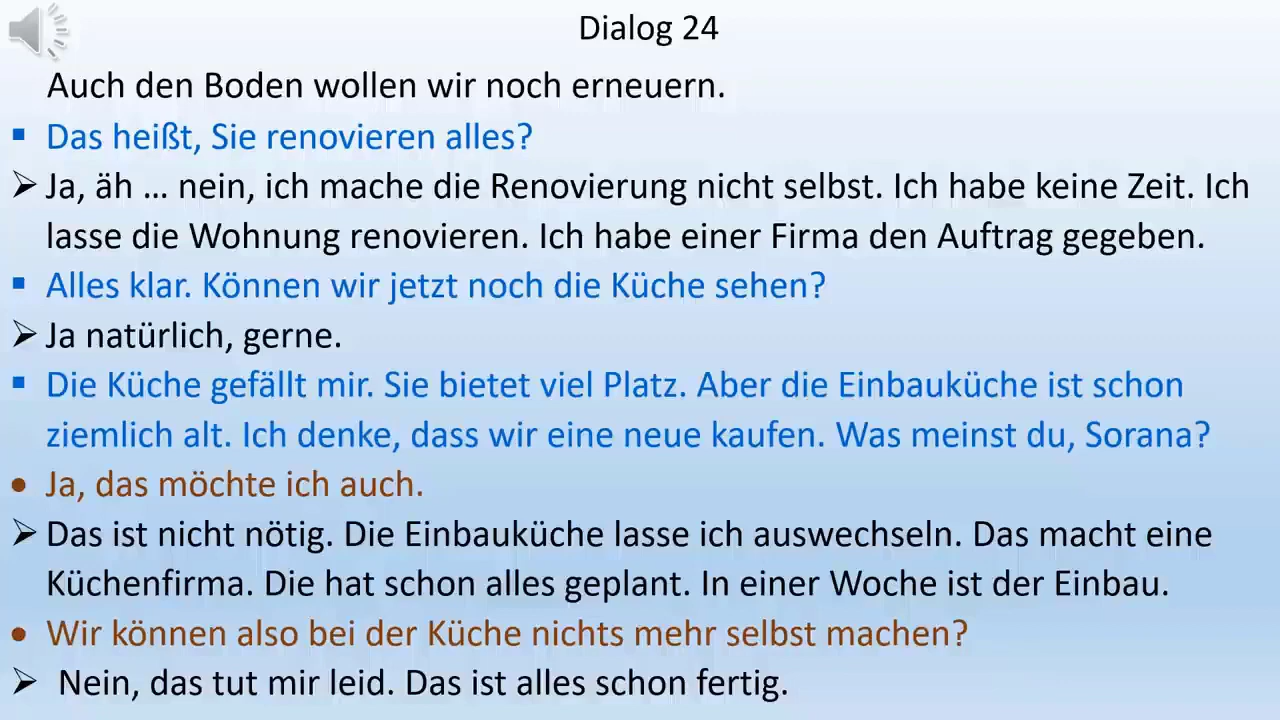 Dialog 24
Auch den Boden wollen wir noch erneuern.
▪ Das heißt, Sie renovieren alles?
➢ Ja, äh … nein, ich mache die Renovierung nicht selbst. Ich habe keine Zeit. Ich
lasse die Wohnung renovieren. Ich habe einer Firma den Auftrag gegeben.
▪ Alles klar. Können wir jetzt noch die Küche sehen?
➢ Ja natürlich, gerne.
▪ Die Küche gefällt mir. Sie bietet viel Platz. Aber die Einbauküche ist schon
ziemlich alt. Ich denke, dass wir eine neue kaufen. Was meinst du, Sorana?
• Ja, das möchte ich auch.
➢ Das ist nicht nötig. Die Einbauküche lasse ich auswechseln. Das macht eine
Küchenfirma. Die hat schon alles geplant. In einer Woche ist der Einbau.
• Wir können also bei der Küche nichts mehr selbst machen?
➢ Nein, das tut mir leid. Das ist alles schon fertig.